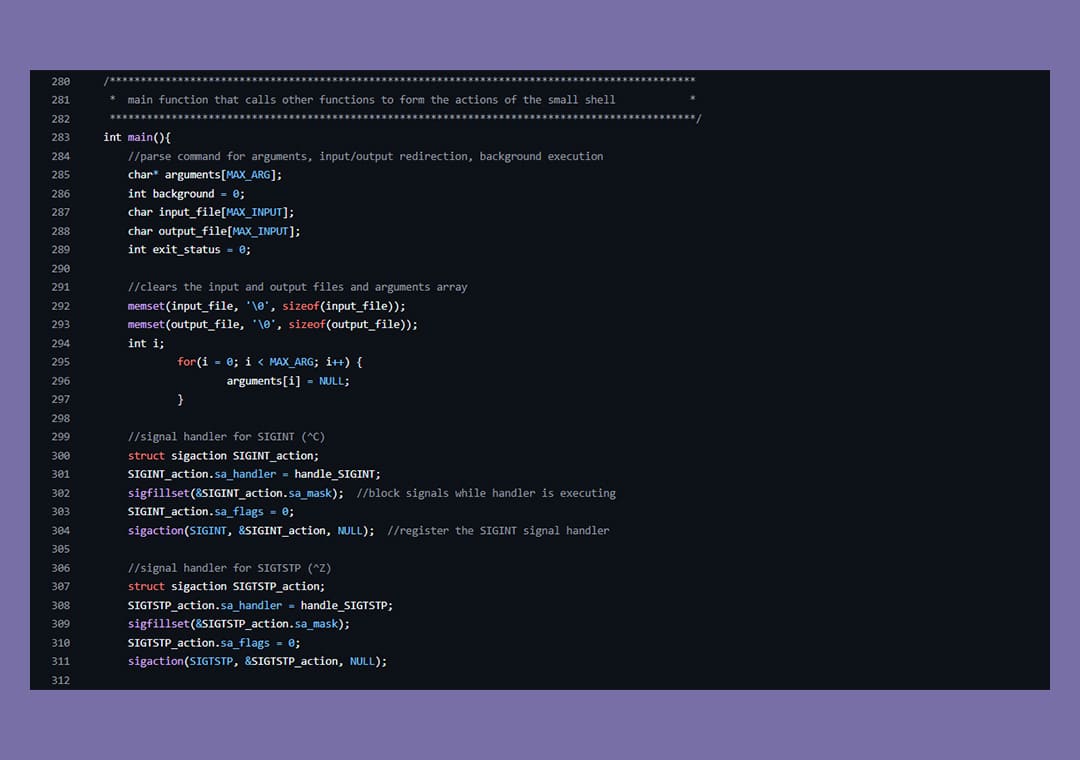 280 /***********************************************************************************************
281 * main function that calls other functions to form the actions of the small shell *
282 ***********************************************************************************************/
283 int main(){
284 //parse command for arguments, input/output redirection, background execution
285 char* arguments[MAX_ARG];
286 int background = 0;
287 char input_file[MAX_INPUT];
288 char output_file[MAX_INPUT];
289 int exit_status = 0;
290
291 //clears the input and output files and arguments array
292 memset(input_file, '\0', sizeof(input_file));
293 memset(output_file, '\0', sizeof(output_file));
294 int i;
295 for(i = 0; i < MAX_ARG; i++) {
296 arguments[i] = NULL;
297 }
298
299 //signal handler for SIGINT (^C)
300 struct sigaction SIGINT_action;
301 SIGINT_action.sa_handler = handle_SIGINT;
302 sigfillset(&SIGINT_action.sa_mask); //block signals while handler is executing
303 SIGINT_action.sa_flags = 0;
304 sigaction(SIGINT, &SIGINT_action, NULL); //register the SIGINT signal handler
305
306 //signal handler for SIGTSTP (^Z)
307 struct sigaction SIGTSTP_action;
308 SIGTSTP_action.sa_handler = handle_SIGTSTP;
309 sigfillset(&SIGTSTP_action.sa_mask);
310 SIGTSTP_action.sa_flags = 0;
311 sigaction(SIGTSTP, &SIGTSTP_action, NULL);
312